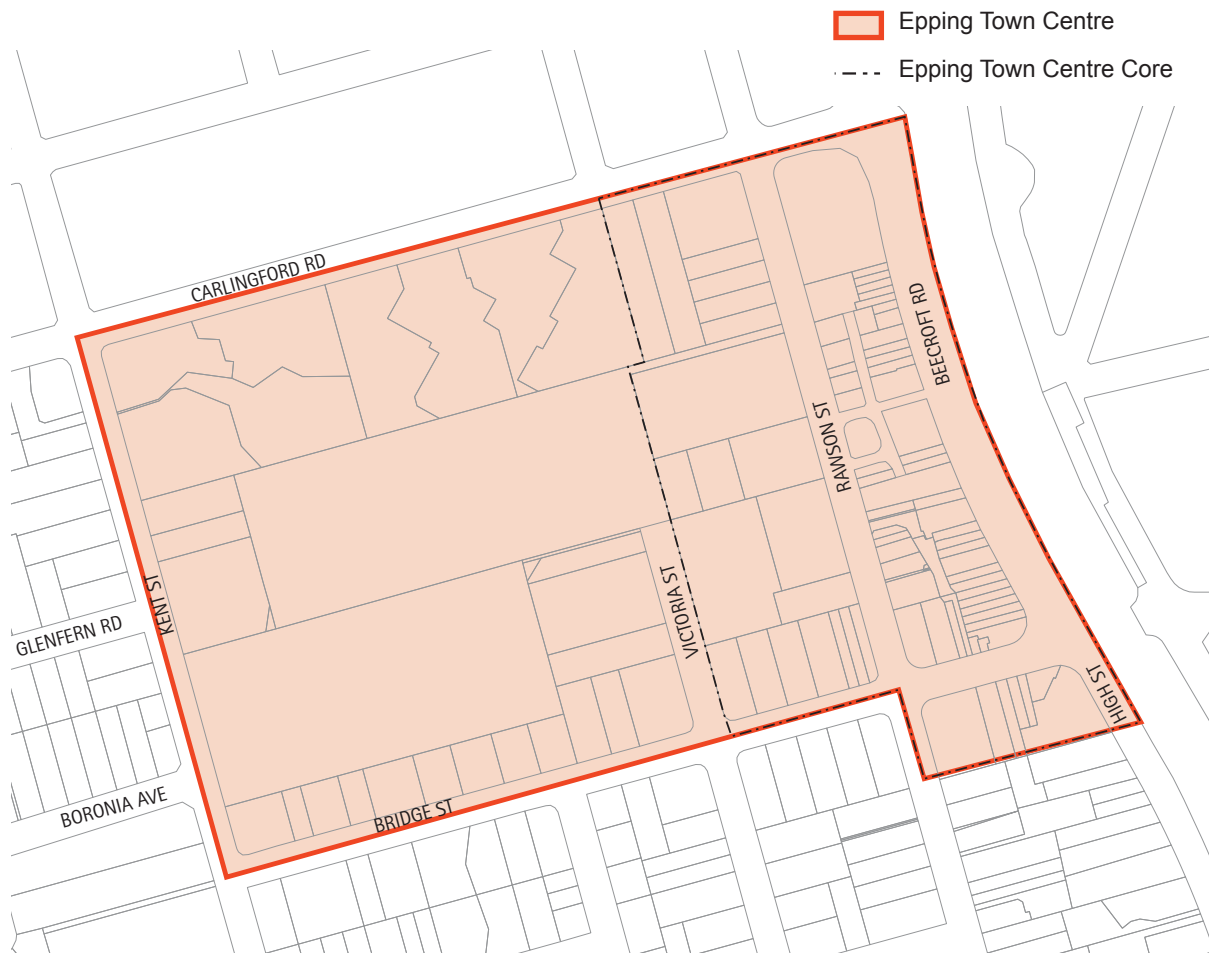 Epping Town Centre
Epping Town Centre Core
CARLINGFORD RD
BEECROFT RD
RAWSON ST
KENT ST
VICTORIA ST
GLENFERN RD
HIGH ST
BORONIA AVE
BRIDGE ST